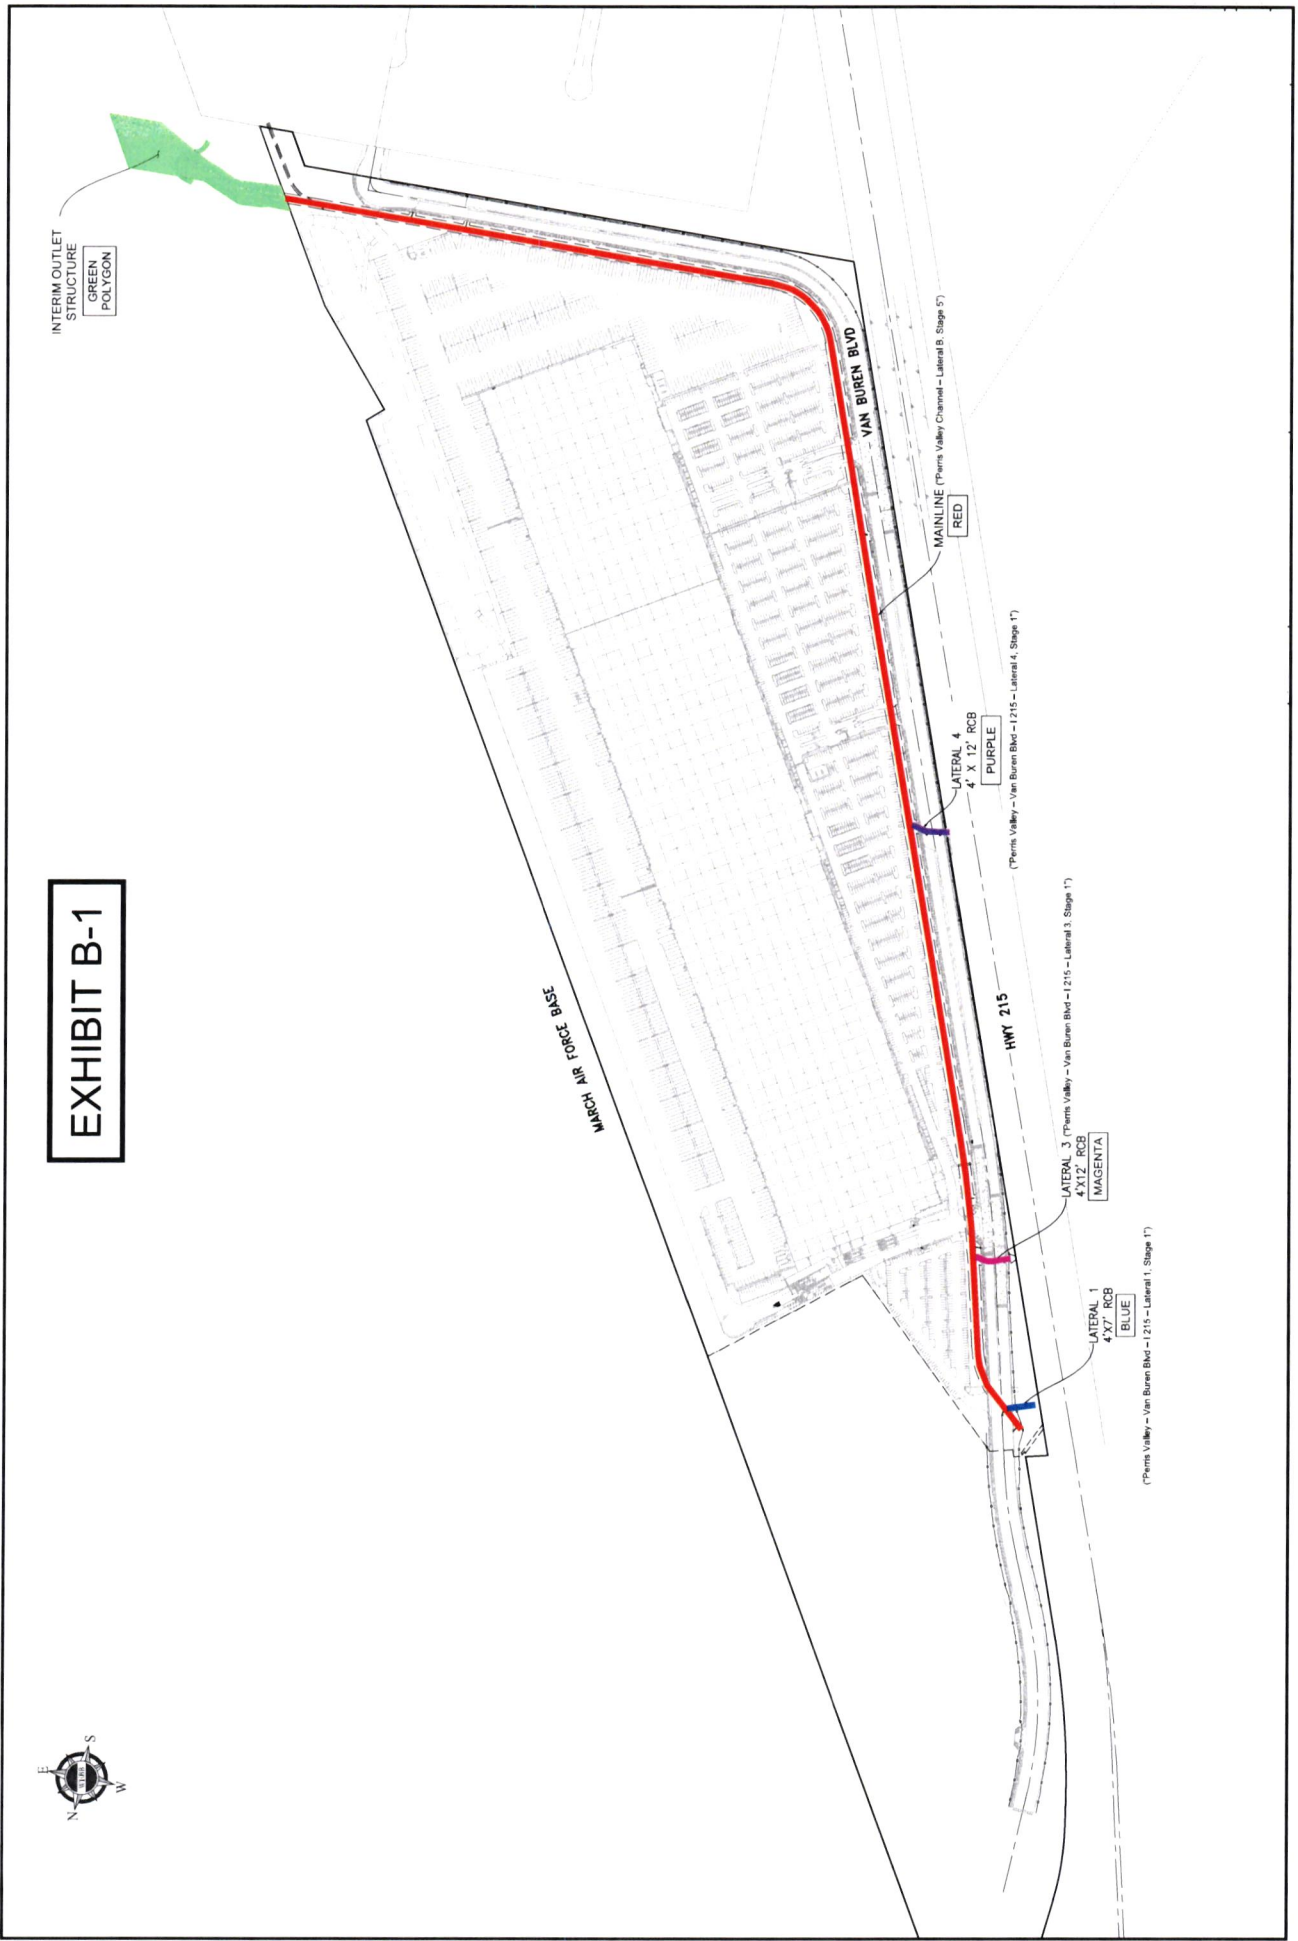 EXHIBIT B-1
INTERIM OUTLET
STRUCTURE
GREEN
POLYGON
MARCH AIR FORCE BASE
VAN BUREN BLVD
MAINLINE ("Perris Valley Channel – Lateral B, Stage 5")
RED
LATERAL 4
4' X 12' RCB
PURPLE
("Perris Valley – Van Buren Blvd – I 215 – Lateral 4, Stage 1")
HWY 215
LATERAL 3 ("Perris Valley – Van Buren Blvd – I 215 – Lateral 3, Stage 1")
4'X12' RCB
MAGENTA
LATERAL 1
4'X7' RCB
BLUE
("Perris Valley – Van Buren Blvd – I 215 – Lateral 1, Stage 1")
N
E
S
W